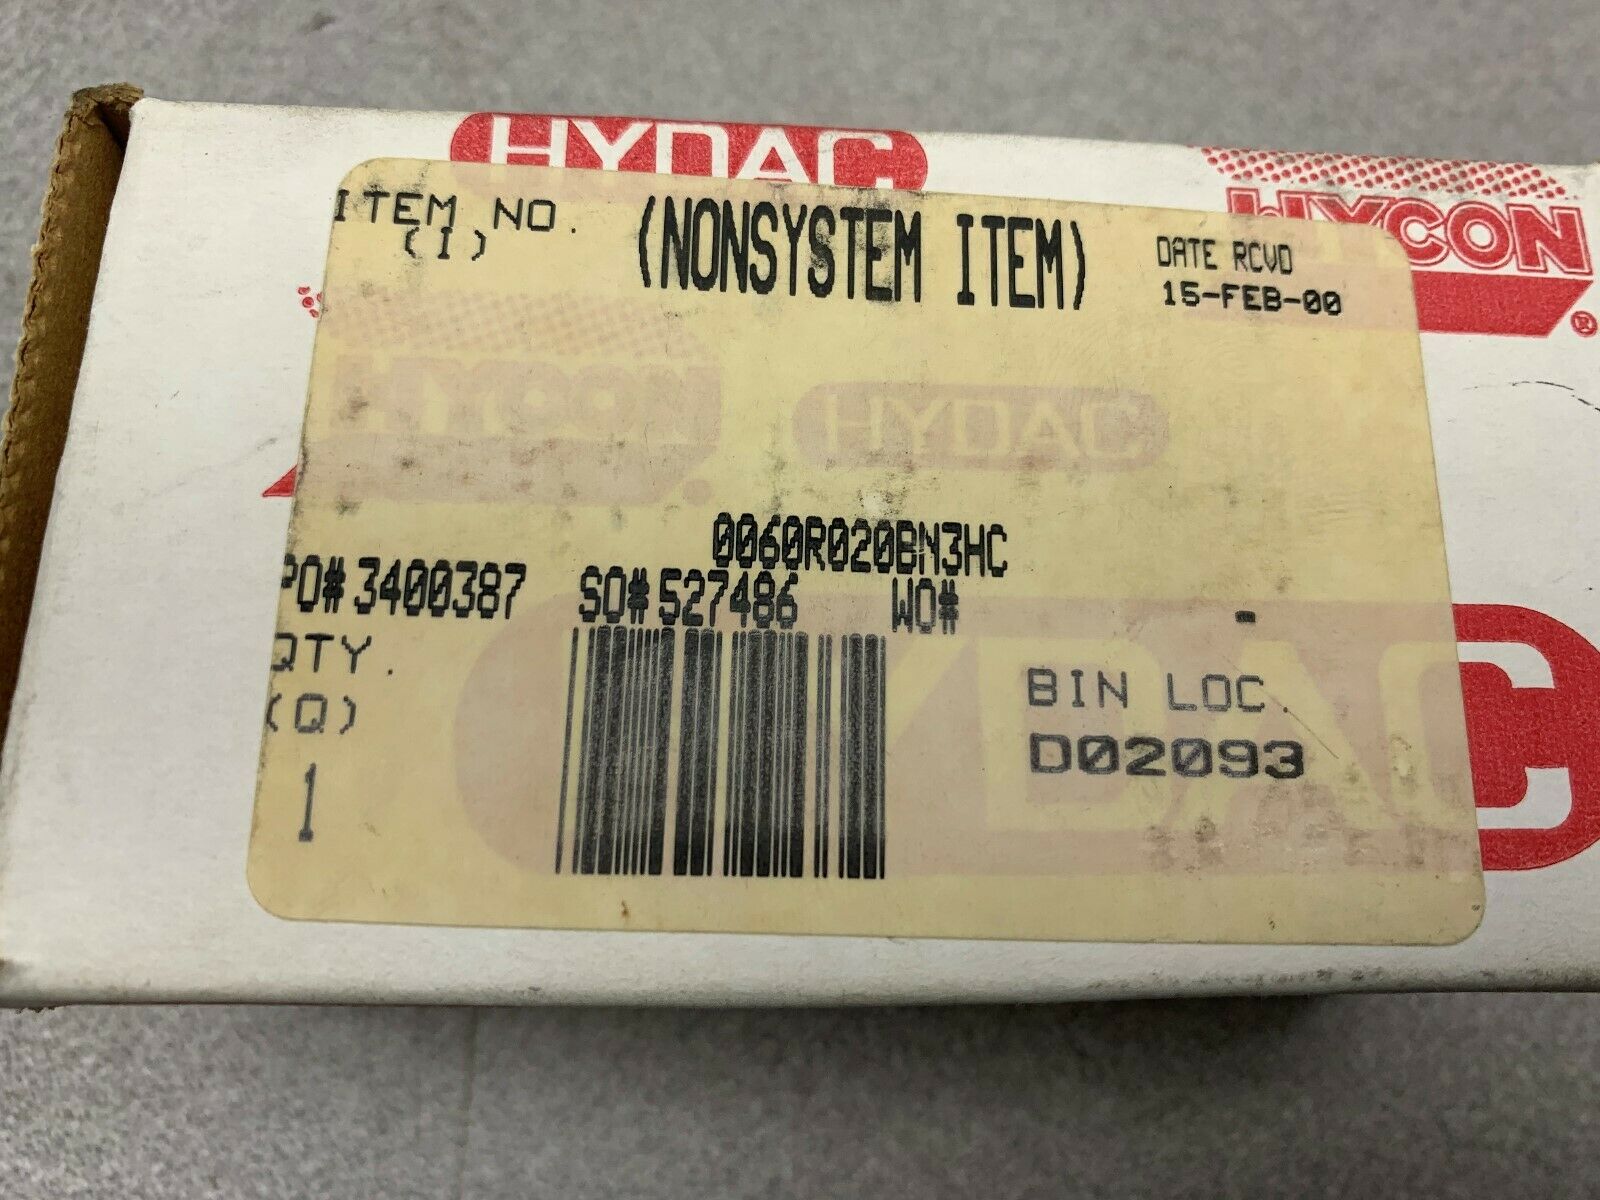 HYDAC
HYCON ®
ITEM NO. (NONSYSTEM ITEM) DATE RCVD
(I) 15-FEB-00
HYCON HYDAC
0060R020BN3HC
PO# 3400387 SO# 527486 WO# -
QTY.
(Q)
1
BIN LOC.
D02093
HYDAC